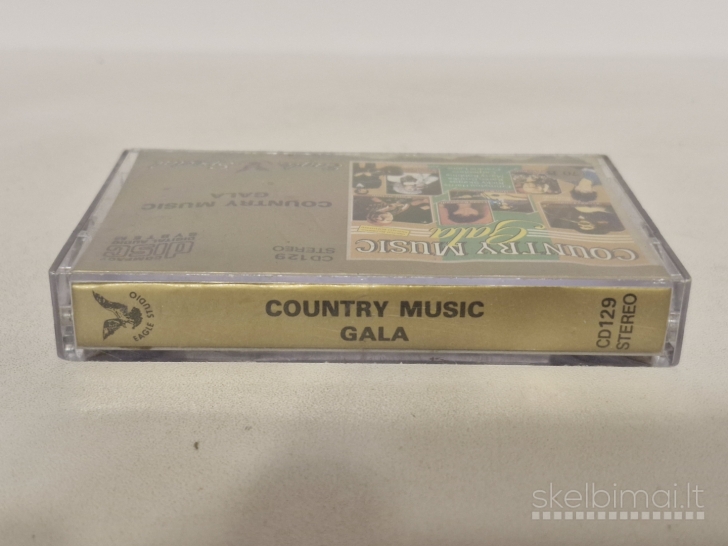 COUNTRY MUSIC
GALA
COUNTRY MUSIC
Gala
CD129
STEREO
EAGLE STUDIO
COUNTRY MUSIC
GALA
CD129
STEREO
skelbimai.lt